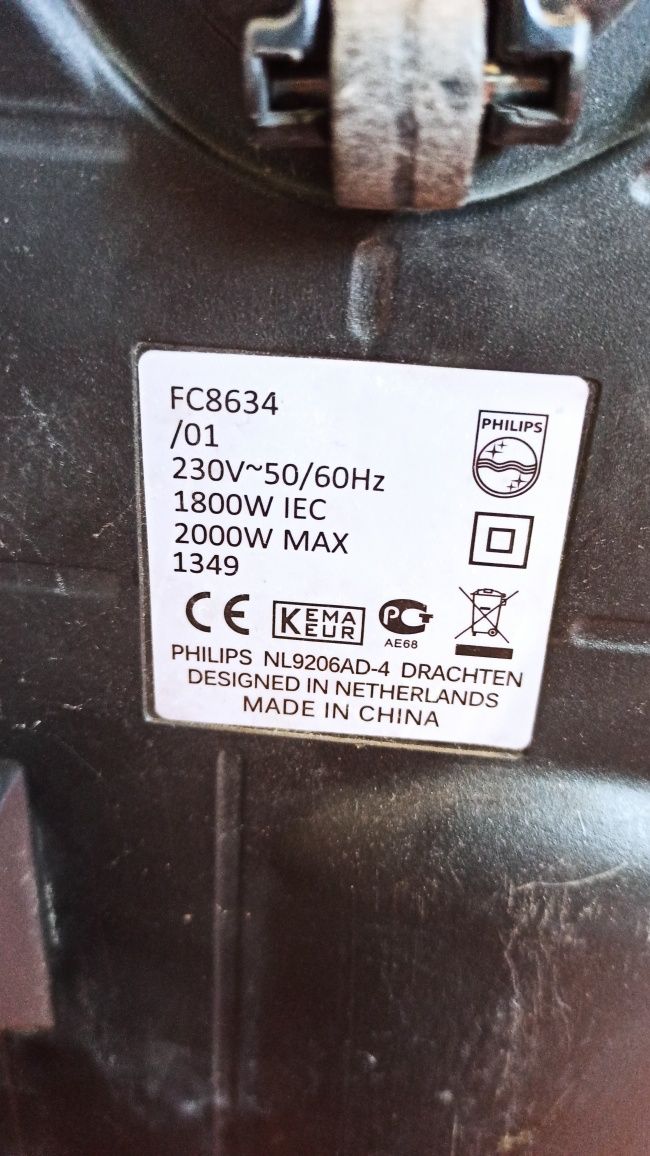 FC8634
/01
230V~50/60Hz
1800W IEC
2000W MAX
1349
PHILIPS
CE
KEMA
KEUR
PCT
AE68
PHILIPS NL9206AD-4 DRACHTEN
DESIGNED IN NETHERLANDS
MADE IN CHINA